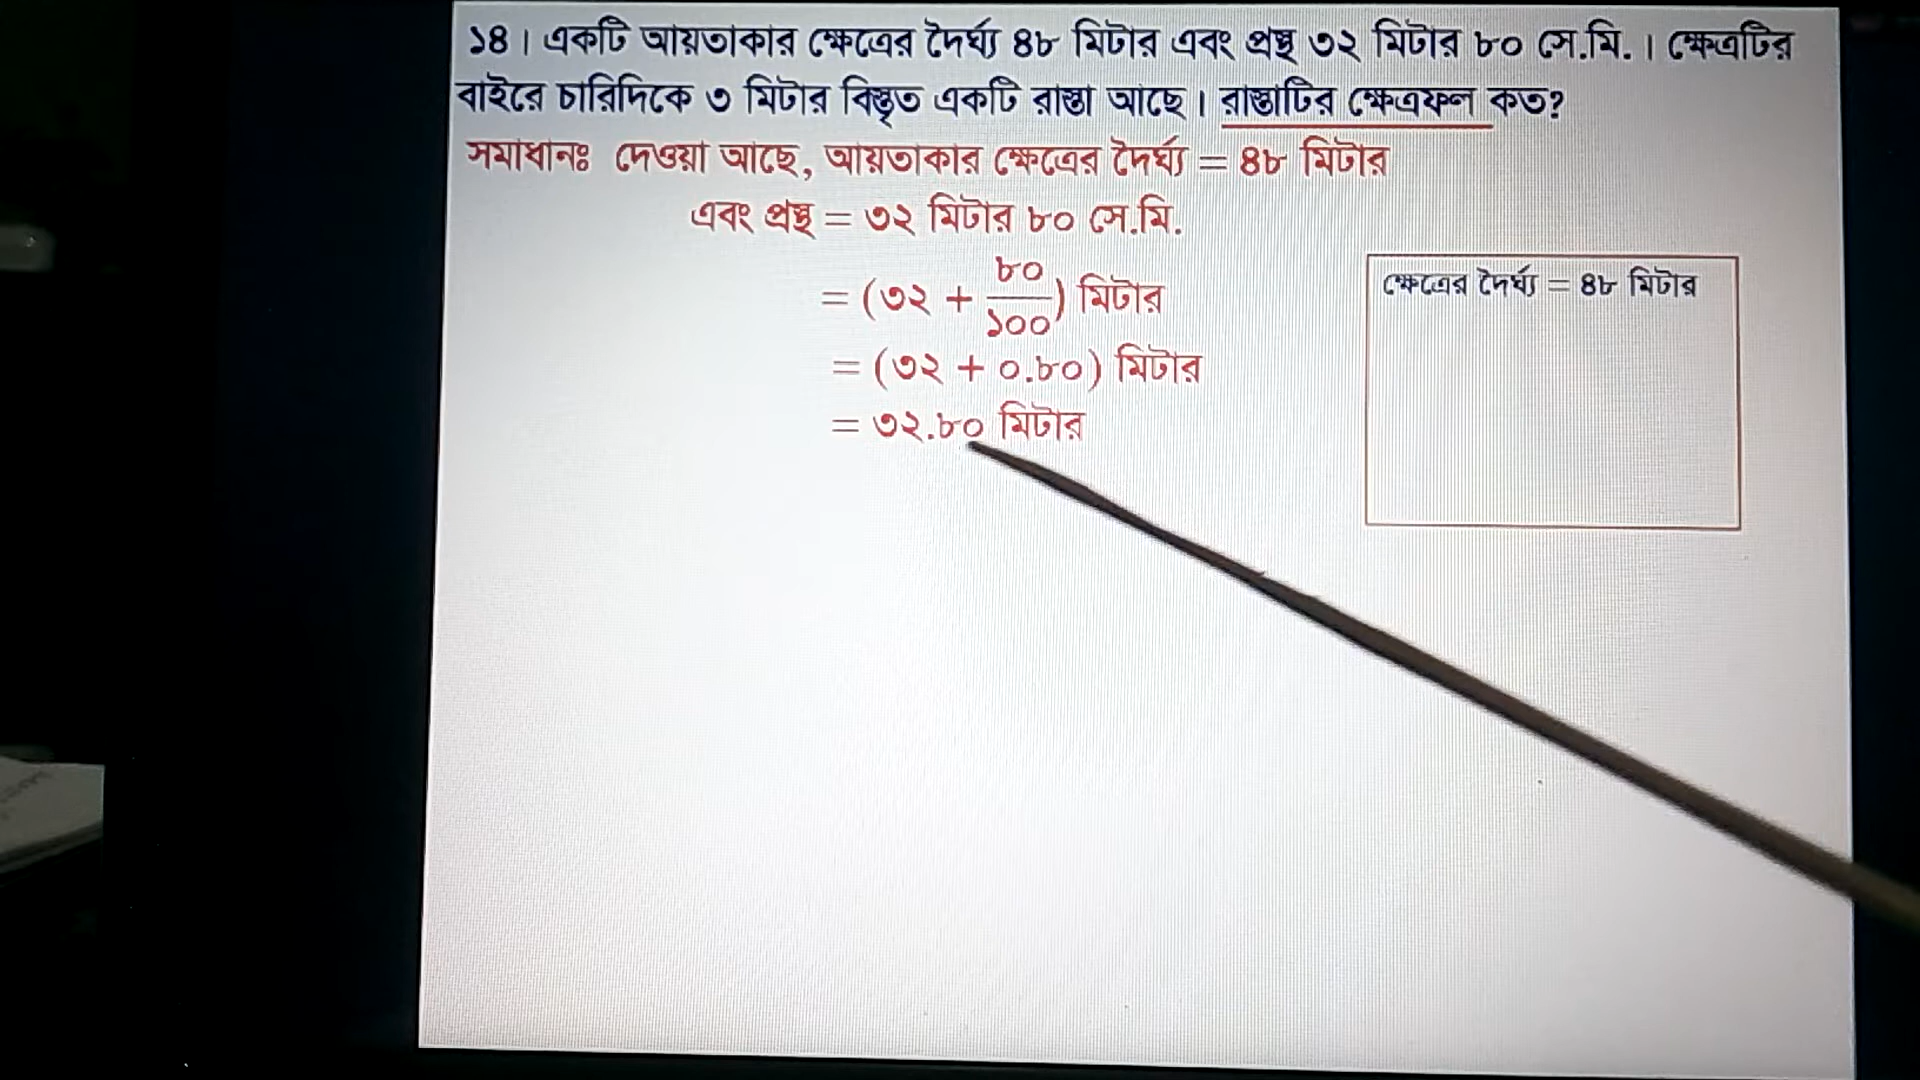 ১৪। একটি আয়তাকার ক্ষেত্রের দৈর্ঘ্য ৪৮ মিটার এবং প্রস্থ ৩২ মিটার ৮০ সে.মি.। ক্ষেত্রটির
বাইরে চারিদিকে ৩ মিটার বিস্তৃত একটি রাস্তা আছে। রাস্তাটির ক্ষেত্রফল কত?
সমাধানঃ দেওয়া আছে, আয়তাকার ক্ষেত্রের দৈর্ঘ্য = ৪৮ মিটার
এবং প্রস্থ = ৩২ মিটার ৮০ সে.মি.
= (৩২ + ৮০/১০০) মিটার
= (৩২ + ০.৮০) মিটার
= ৩২.৮০ মিটার
ক্ষেত্রের দৈর্ঘ্য = ৪৮ মিটার